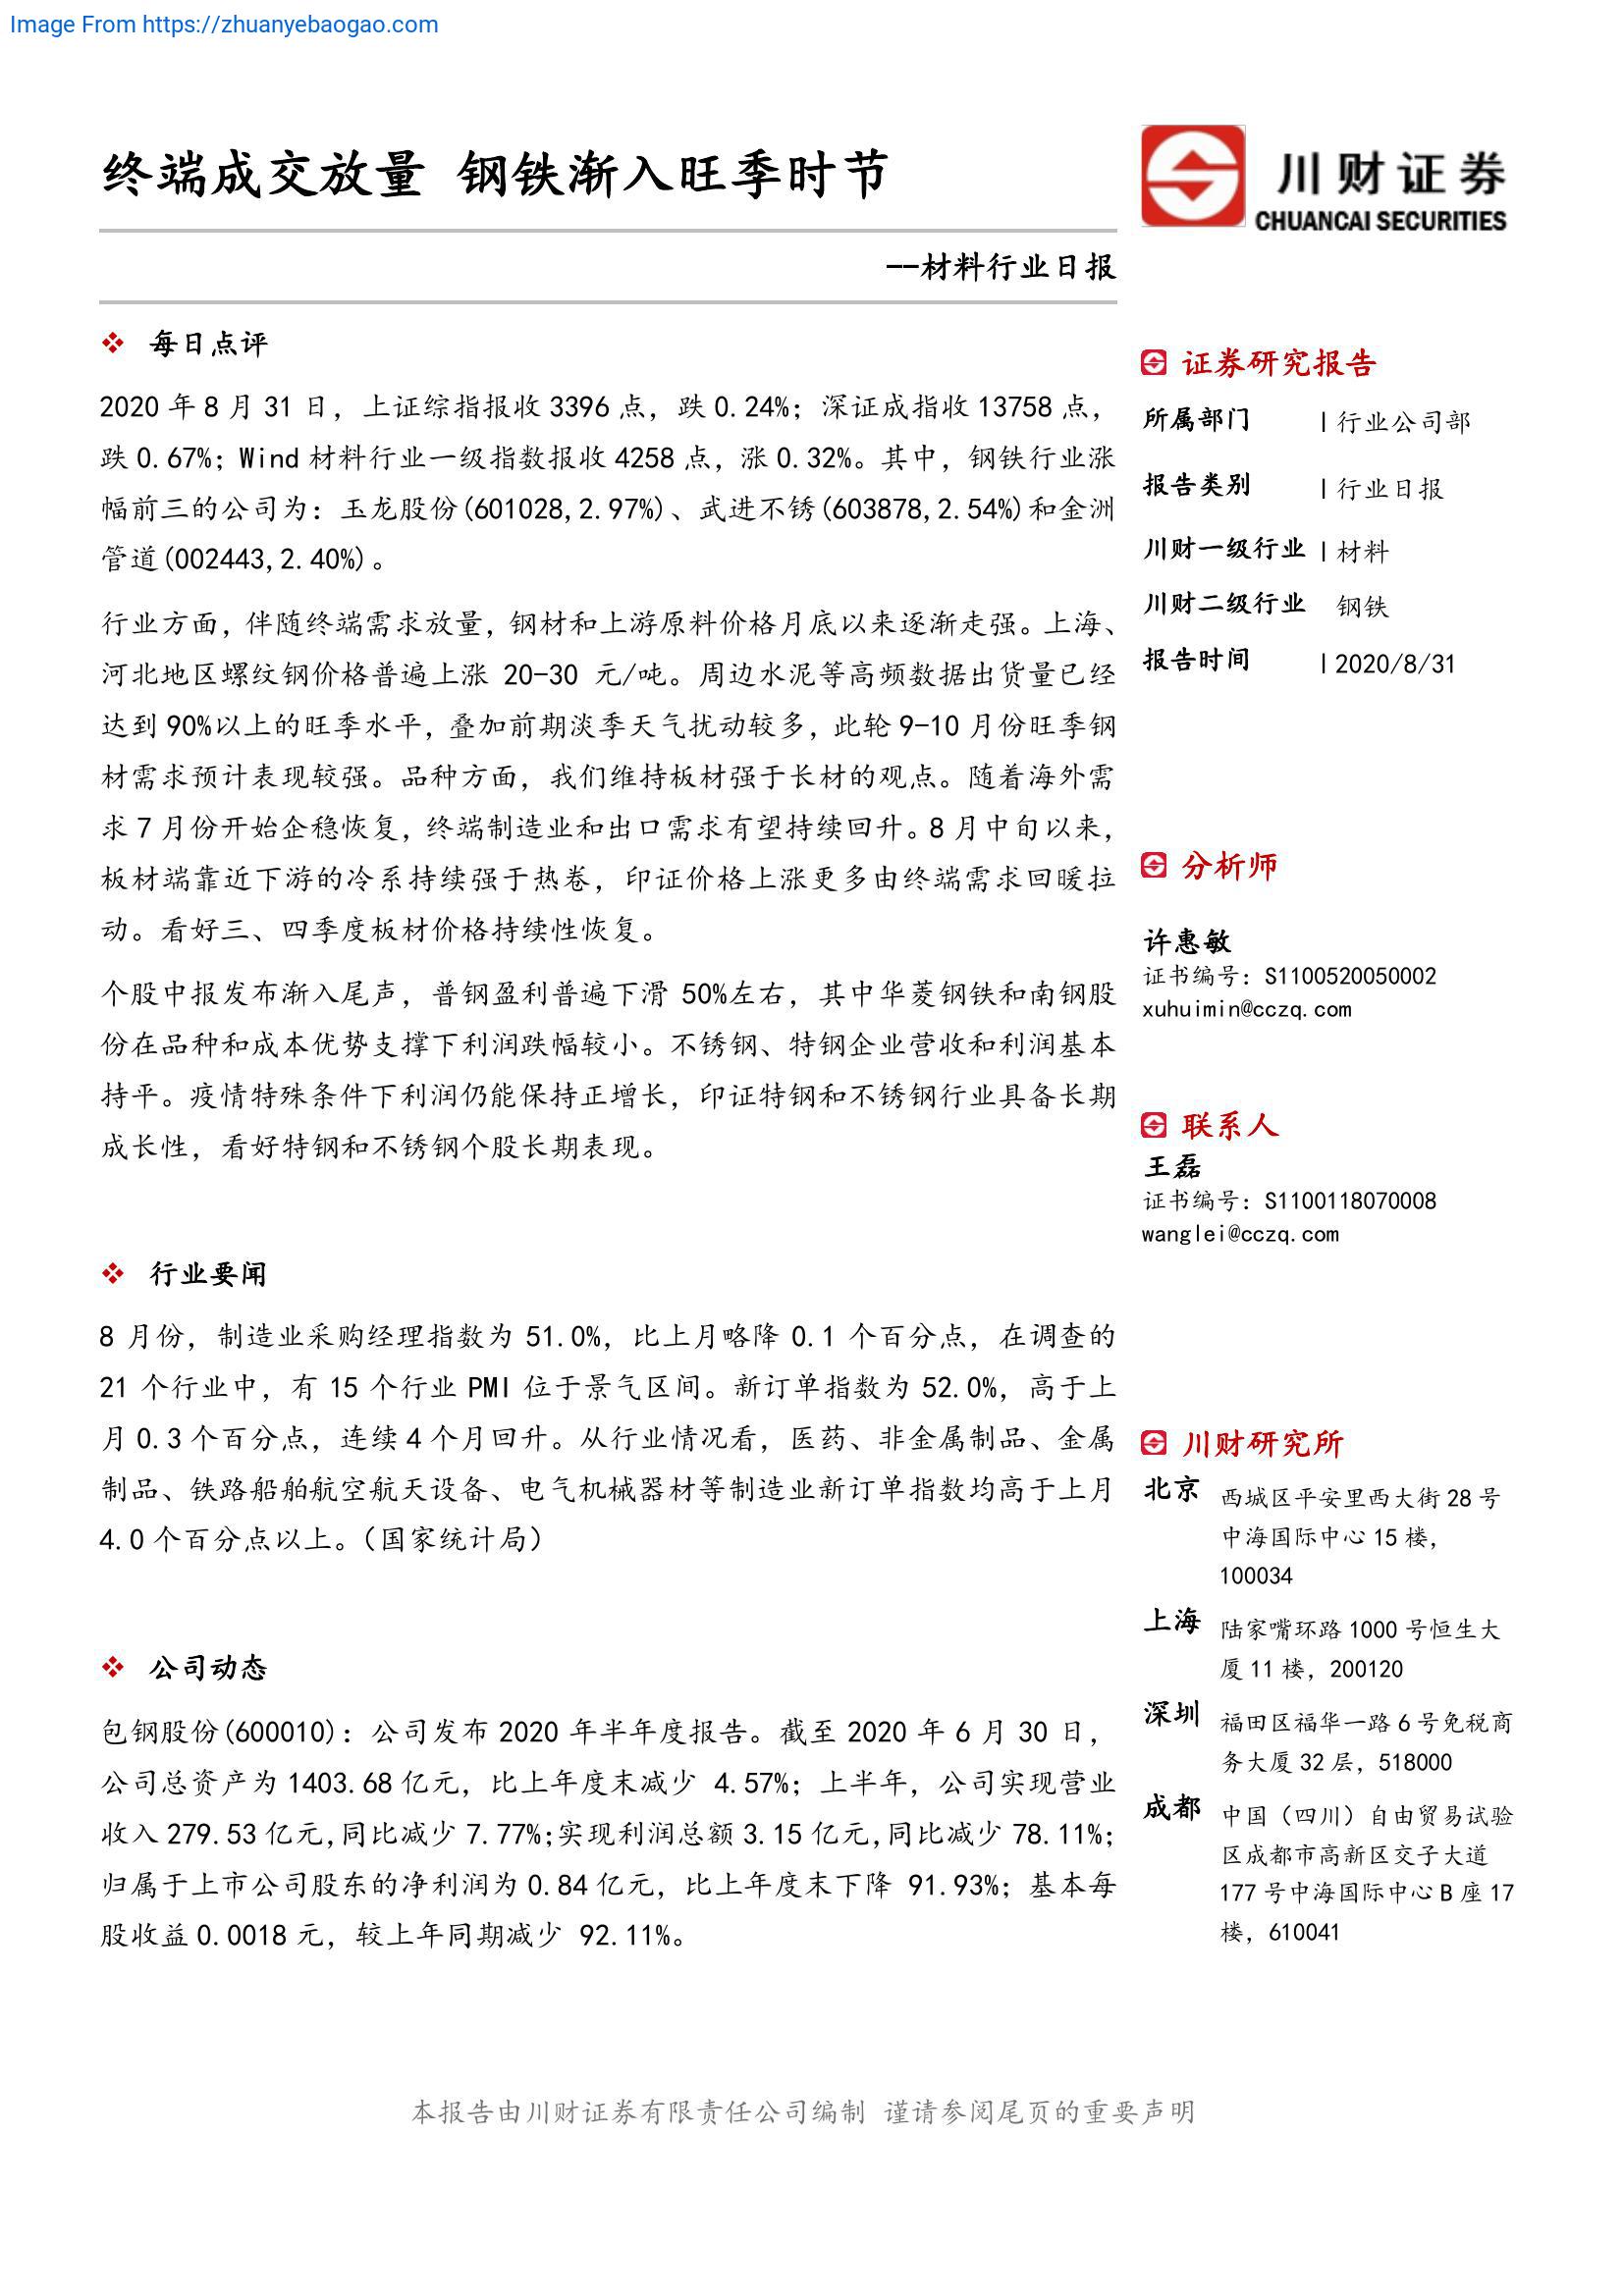 Image From https://zhuanyebaogao.com
终端成交放量 钢铁渐入旺季时节
川财证券
CHUANCAI SECURITIES
——材料行业日报
每日点评
2020 年 8 月 31 日，上证综指报收 3396 点，跌 0.24%；深证成指收 13758 点，
跌 0.67%；Wind 材料行业一级指数报收 4258 点，涨 0.32%。其中，钢铁行业涨
幅前三的公司为：玉龙股份(601028,2.97%)、武进不锈(603878,2.54%)和金洲
管道(002443,2.40%)。
行业方面，伴随终端需求放量，钢材和上游原料价格月底以来逐渐走强。上海、
河北地区螺纹钢价格普遍上涨 20-30 元/吨。周边水泥等高频数据出货量已经
达到 90%以上的旺季水平，叠加前期淡季天气扰动较多，此轮 9-10 月份旺季钢
材需求预计表现较强。品种方面，我们维持板材强于长材的观点。随着海外需
求 7 月份开始企稳恢复，终端制造业和出口需求有望持续回升。8 月中旬以来，
板材端靠近下游的冷系持续强于热卷，印证价格上涨更多由终端需求回暖拉
动。看好三、四季度板材价格持续性恢复。
个股中报发布渐入尾声，普钢盈利普遍下滑 50%左右，其中华菱钢铁和南钢股
份在品种和成本优势支撑下利润跌幅较小。不锈钢、特钢企业营收和利润基本
持平。疫情特殊条件下利润仍能保持正增长，印证特钢和不锈钢行业具备长期
成长性，看好特钢和不锈钢个股长期表现。
行业要闻
8 月份，制造业采购经理指数为 51.0%，比上月略降 0.1 个百分点，在调查的
21 个行业中，有 15 个行业 PMI 位于景气区间。新订单指数为 52.0%，高于上
月 0.3 个百分点，连续 4 个月回升。从行业情况看，医药、非金属制品、金属
制品、铁路船舶航空航天设备、电气机械器材等制造业新订单指数均高于上月
4.0 个百分点以上。（国家统计局）
公司动态
包钢股份(600010)：公司发布 2020 年半年度报告。截至 2020 年 6 月 30 日，
公司总资产为 1403.68 亿元，比上年度末减少 4.57%；上半年，公司实现营业
收入 279.53 亿元，同比减少 7.77%；实现利润总额 3.15 亿元，同比减少 78.11%；
归属于上市公司股东的净利润为 0.84 亿元，比上年度末下降 91.93%；基本每
股收益 0.0018 元，较上年同期减少 92.11%。
证券研究报告
所属部门 | 行业公司部
报告类别 | 行业日报
川财一级行业 | 材料
川财二级行业 钢铁
报告时间 | 2020/8/31
分析师
许惠敏
证书编号：S1100520050002
xuhuimin@cczq.com
联系人
王磊
证书编号：S1100118070008
wanglei@cczq.com
川财研究所
北京 西城区平安里西大街 28 号
中海国际中心 15 楼，
100034
上海 陆家嘴环路 1000 号恒生大
厦 11 楼，200120
深圳 福田区福华一路 6 号免税商
务大厦 32 层，518000
成都 中国（四川）自由贸易试验
区成都市高新区交子大道
177 号中海国际中心 B 座 17
楼，610041
本报告由川财证券有限责任公司编制 谨请参阅尾页的重要声明